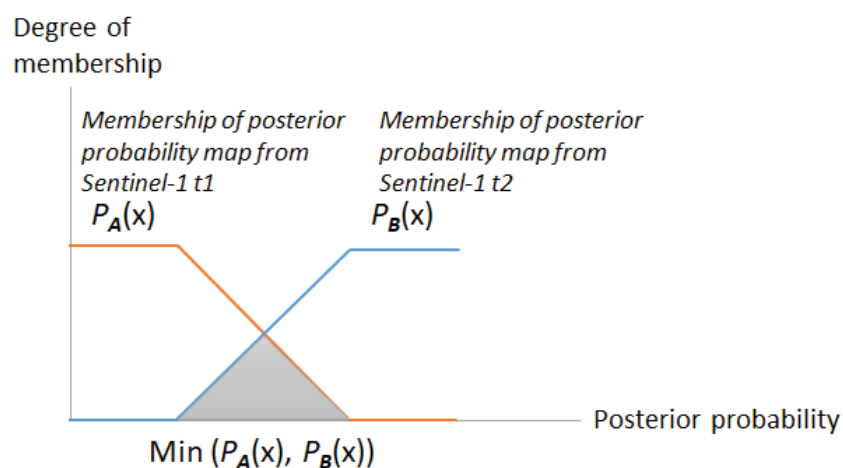 Degree of
membership
Membership of posterior
probability map from
Sentinel-1 t1
P_A(x)
Membership of posterior
probability map from
Sentinel-1 t2
P_B(x)
Posterior probability
Min (P_A(x), P_B(x))